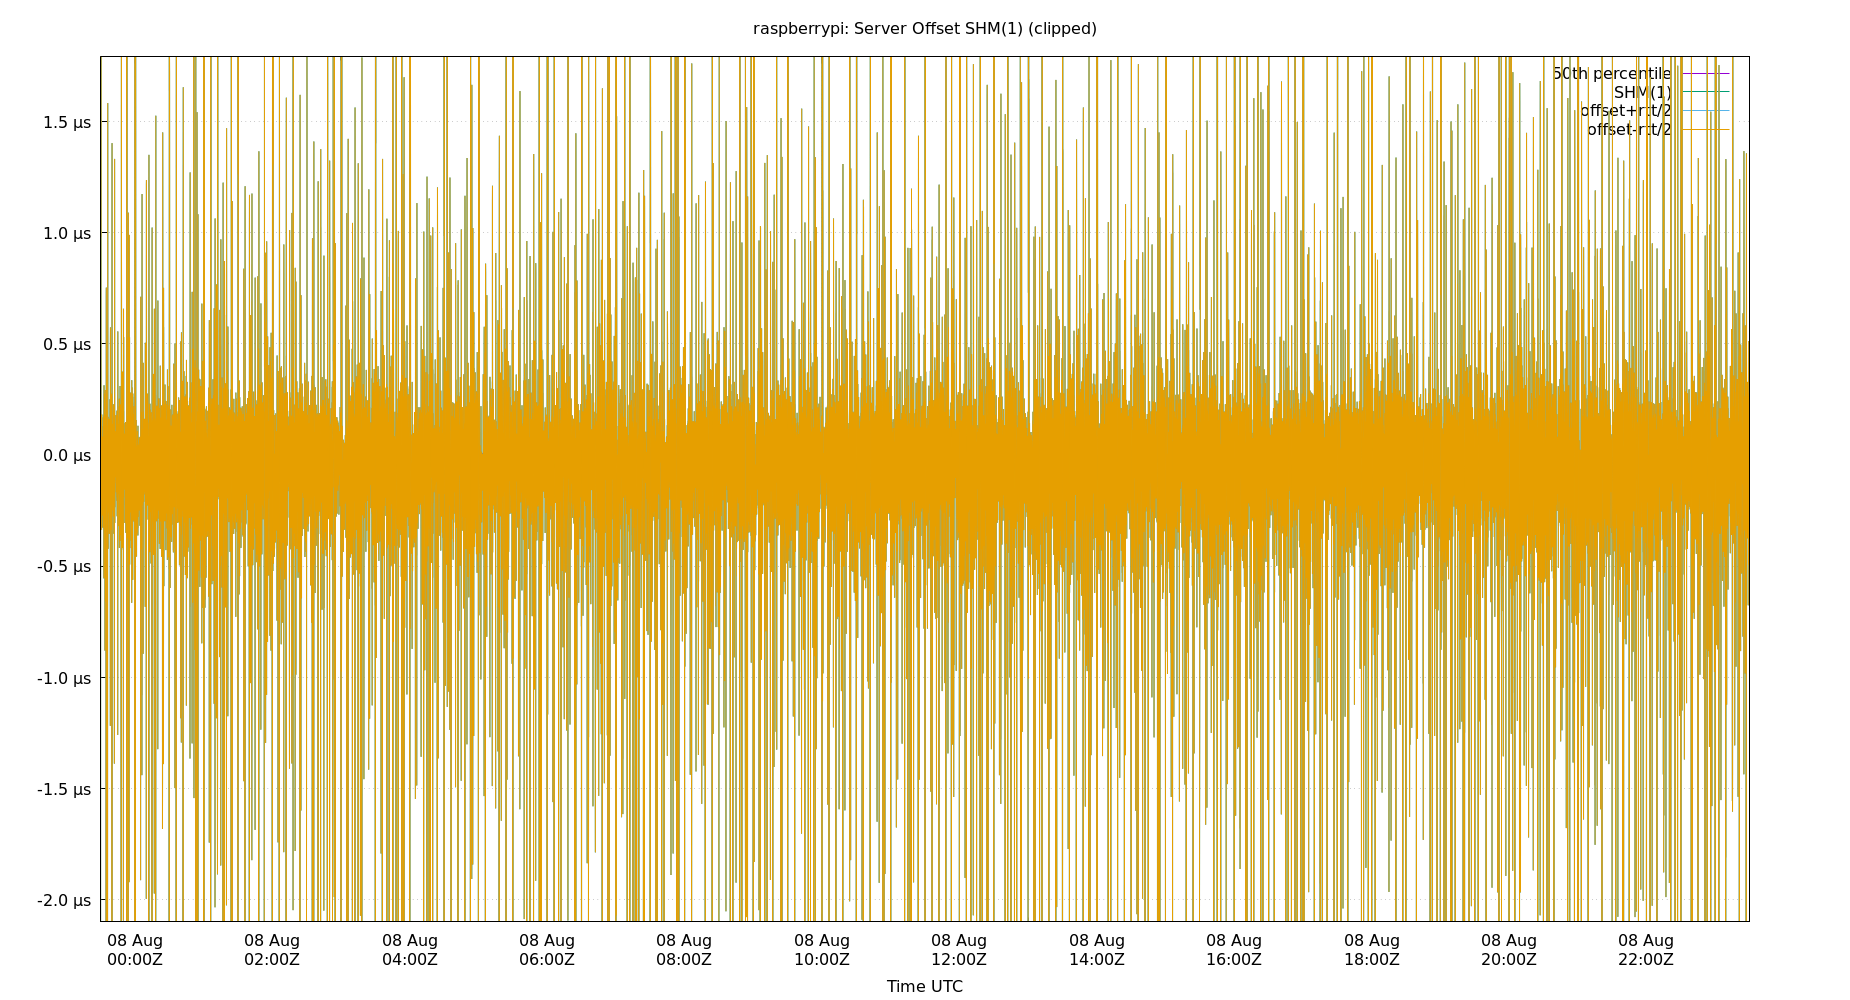 raspberrypi: Server Offset SHM(1) (clipped)
50th percentile
SHM(1)
offset+rtt/2
offset-rtt/2
1.5 µs
1.0 µs
0.5 µs
0.0 µs
-0.5 µs
-1.0 µs
-1.5 µs
-2.0 µs
08 Aug 08 Aug 08 Aug 08 Aug 08 Aug 08 Aug 08 Aug 08 Aug 08 Aug 08 Aug 08 Aug 08 Aug
00:00Z 02:00Z 04:00Z 06:00Z 08:00Z 10:00Z 12:00Z 14:00Z 16:00Z 18:00Z 20:00Z 22:00Z
Time UTC